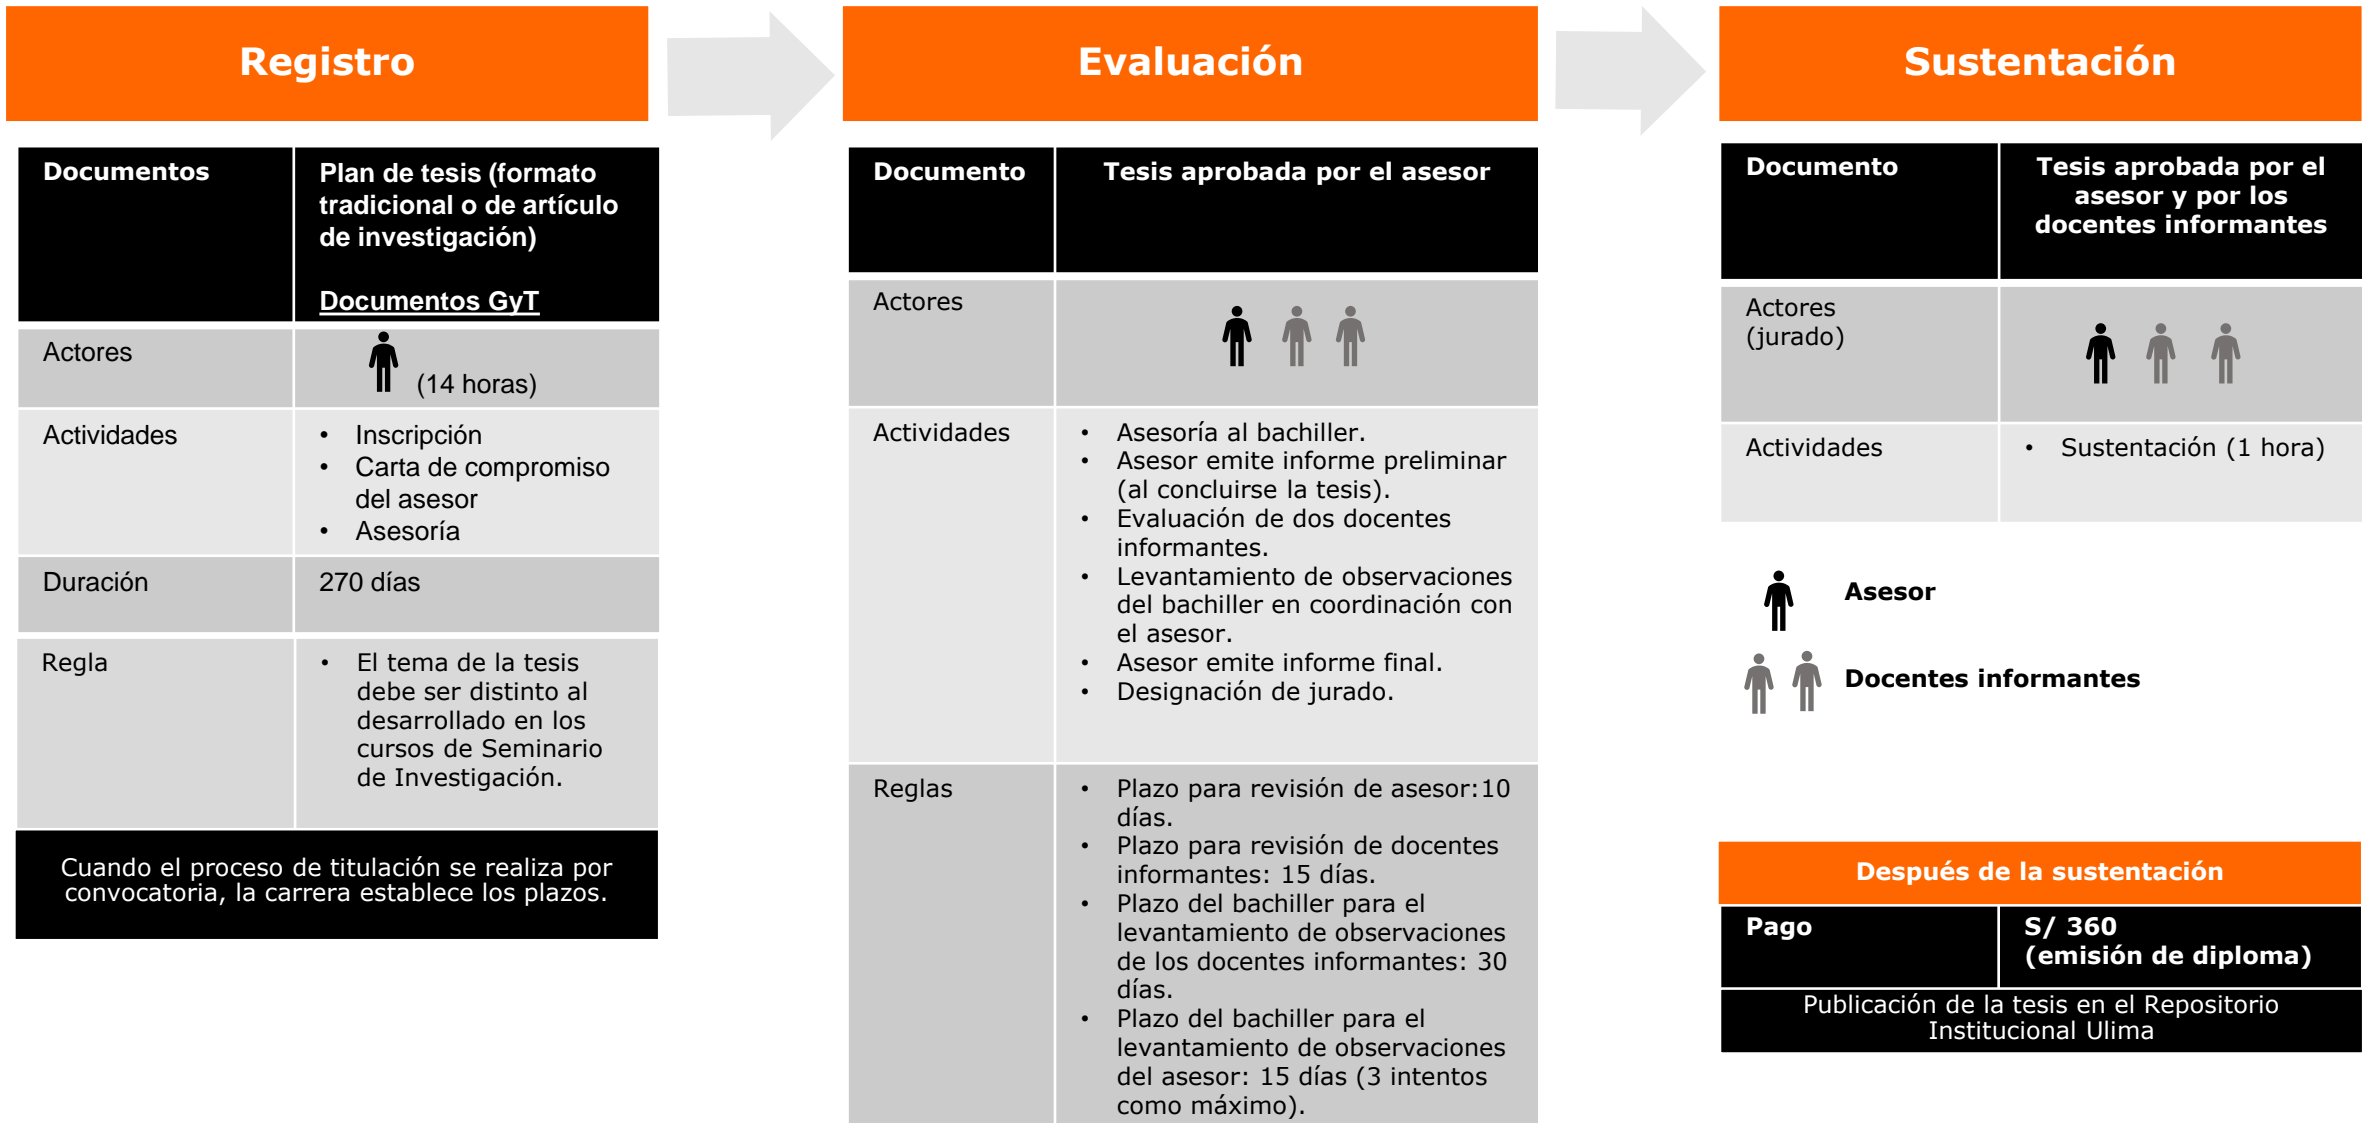 Registro
Documentos
Plan de tesis (formato
tradicional o de artículo
de investigación)
Documentos GyT
Actores
(14 horas)
Actividades
• Inscripción
• Carta de compromiso
del asesor
• Asesoría
Duración
270 días
Regla
• El tema de la tesis
debe ser distinto al
desarrollado en los
cursos de Seminario
de Investigación.
Cuando el proceso de titulación se realiza por
convocatoria, la carrera establece los plazos.
Evaluación
Documento
Tesis aprobada por el asesor
Actores
Actividades
• Asesoría al bachiller.
• Asesor emite informe preliminar
(al concluirse la tesis).
• Evaluación de dos docentes
informantes.
• Levantamiento de observaciones
del bachiller en coordinación con
el asesor.
• Asesor emite informe final.
• Designación de jurado.
Reglas
• Plazo para revisión de asesor:10
días.
• Plazo para revisión de docentes
informantes: 15 días.
• Plazo del bachiller para el
levantamiento de observaciones
de los docentes informantes: 30
días.
• Plazo del bachiller para el
levantamiento de observaciones
del asesor: 15 días (3 intentos
como máximo).
Sustentación
Documento
Tesis aprobada por el
asesor y por los
docentes informantes
Actores
(jurado)
Actividades
• Sustentación (1 hora)
Asesor
Docentes informantes
Después de la sustentación
Pago
S/ 360
(emisión de diploma)
Publicación de la tesis en el Repositorio
Institucional Ulima